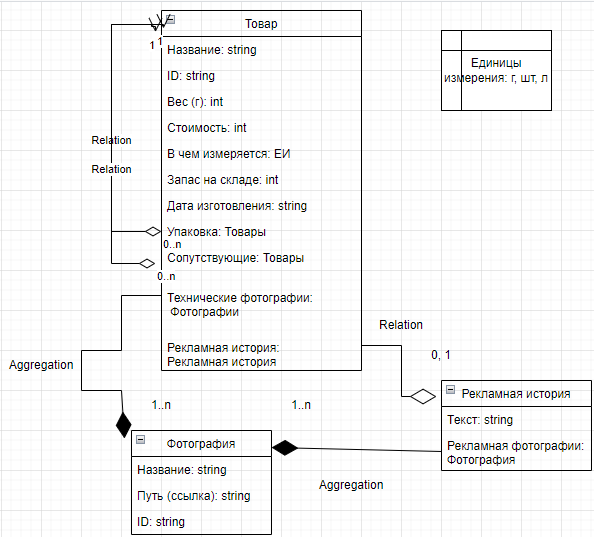 Товар
1
1
Название: string
ID: string
Вес (г): int
Стоимость: int
В чем измеряется: ЕИ
Запас на складе: int
Дата изготовления: string
Упаковка: Товары
0..n
Сопутствующие: Товары
0..n
Технические фотографии:
Фотографии
Рекламная история:
Рекламная история
Единицы
измерения: г, шт, л
Relation
Relation
Relation
0, 1
Aggregation
1..n
1..n
Фотография
Название: string
Путь (ссылка): string
ID: string
Aggregation
Рекламная история
Текст: string
Рекламная фотографии:
Фотография